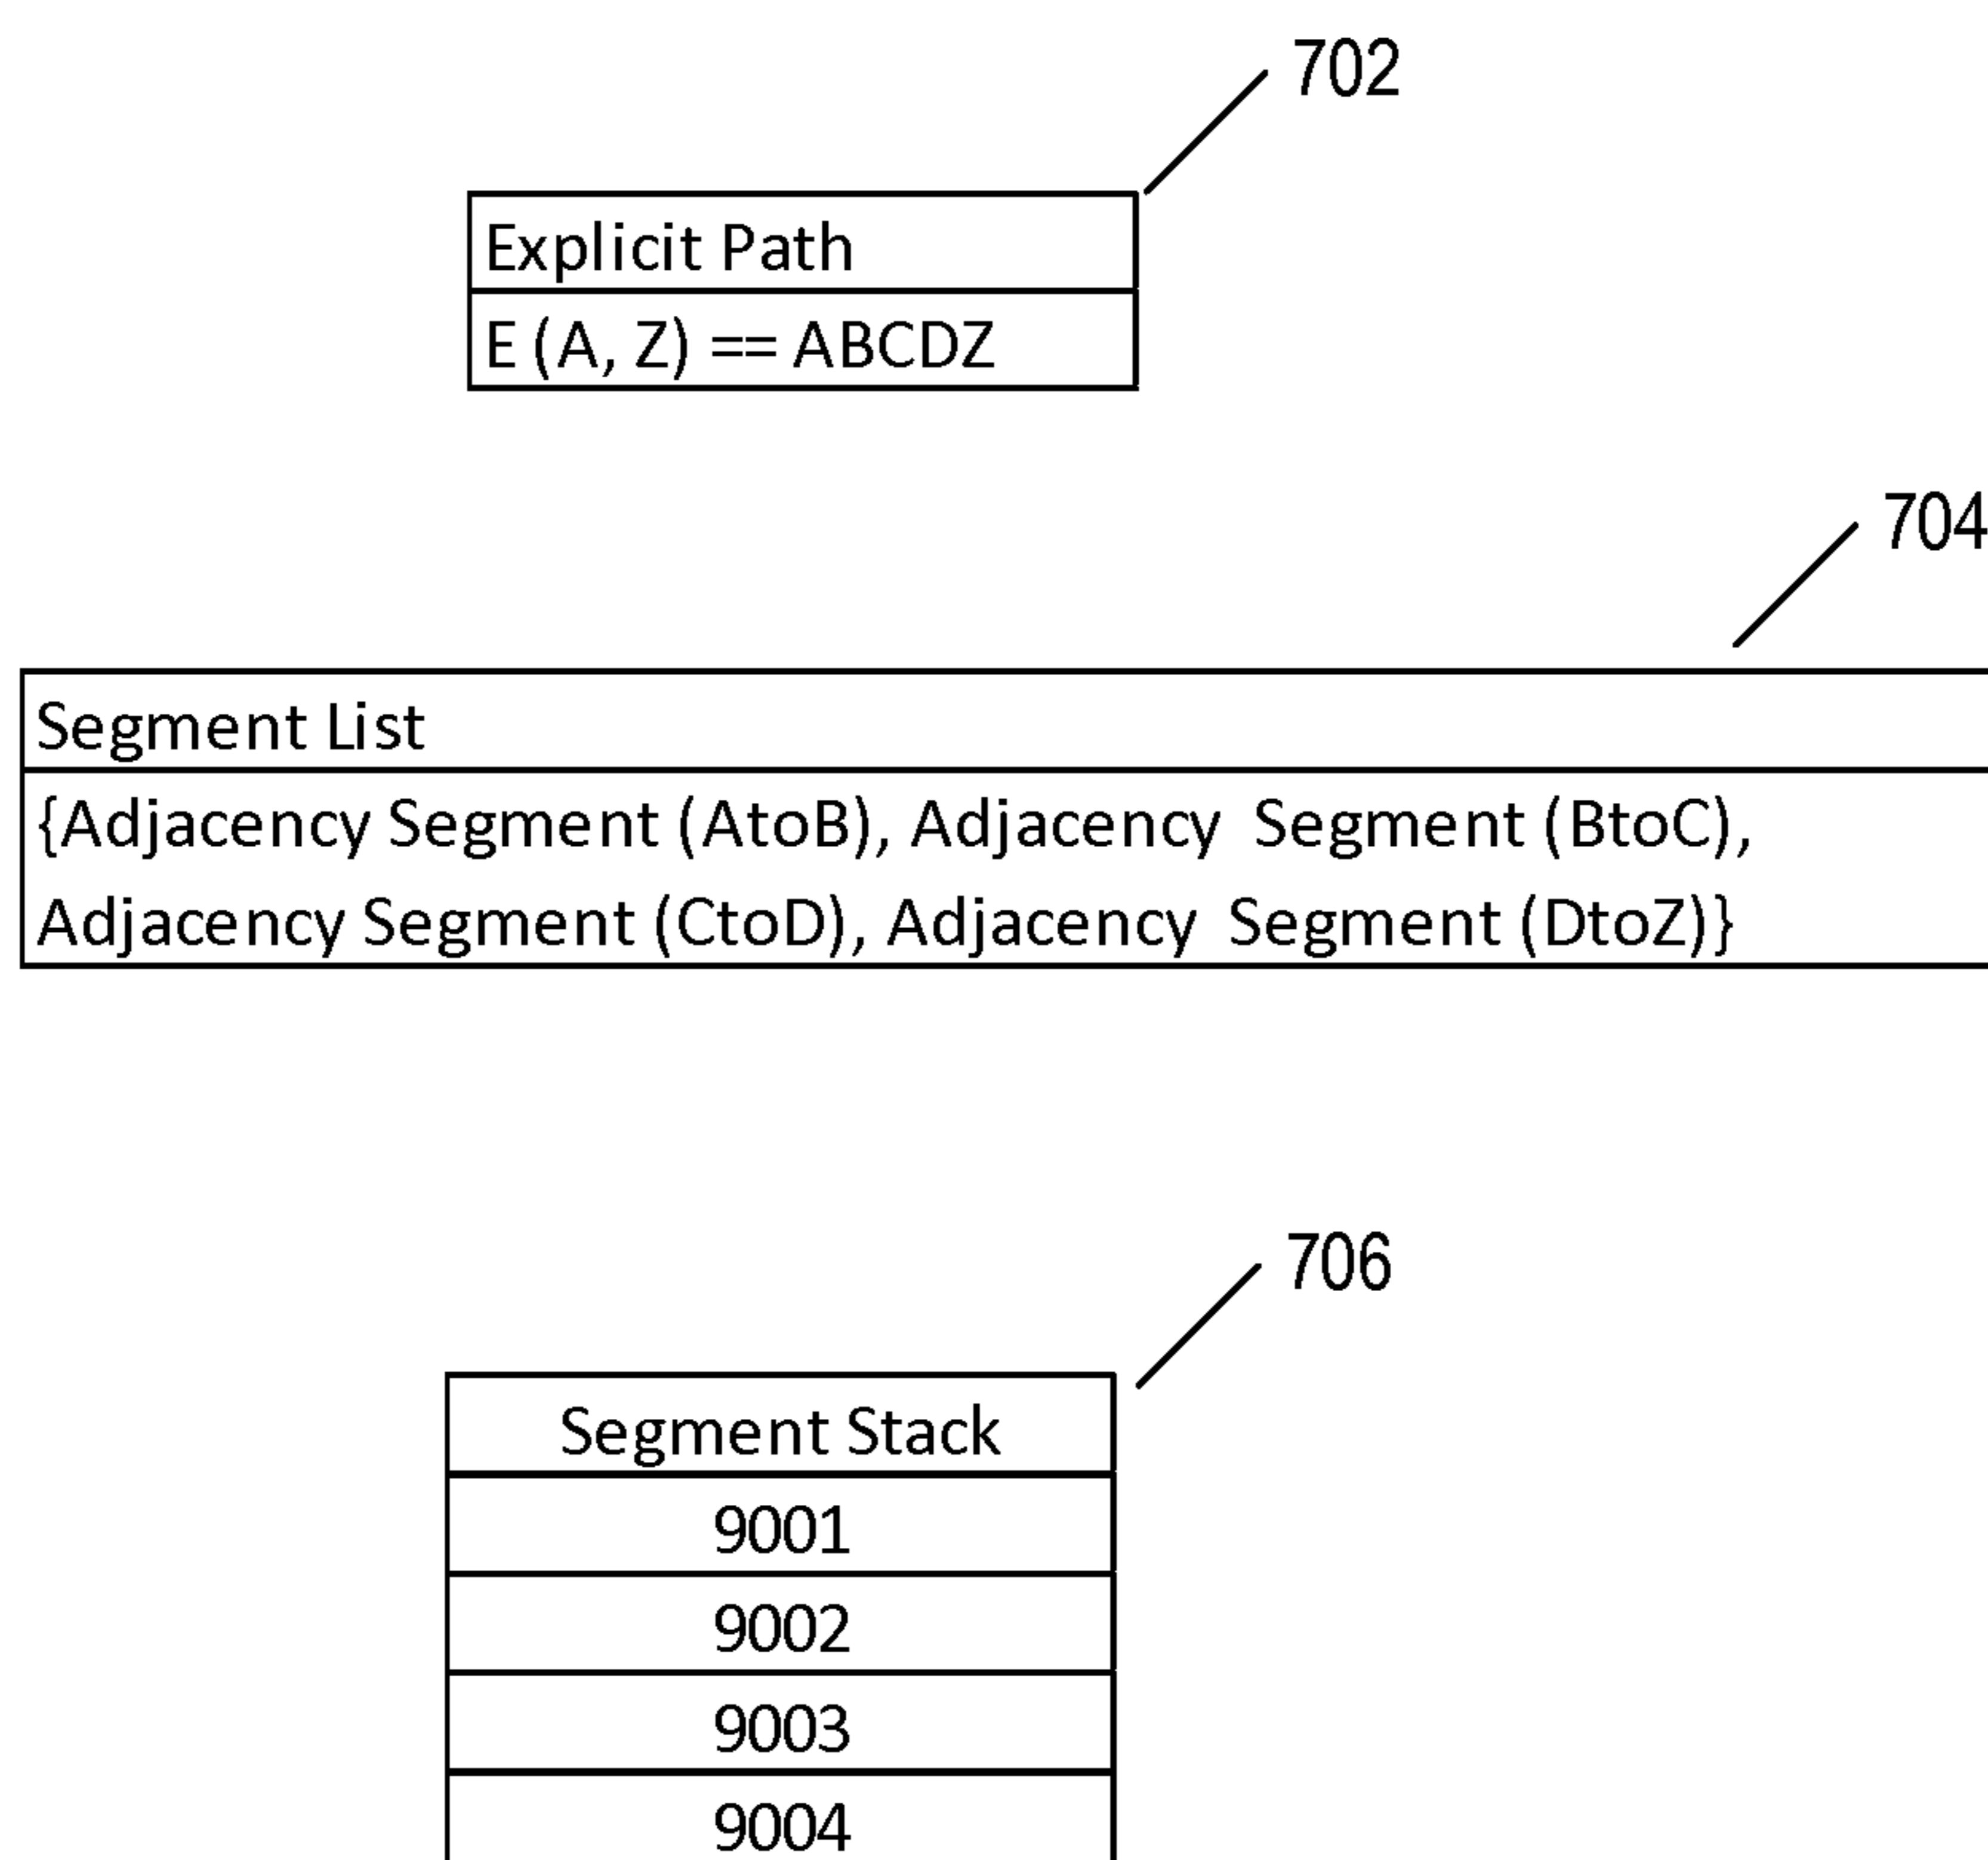 702
Explicit Path
E (A, Z) == ABCDZ
704
Segment List
{Adjacency Segment (AtoB), Adjacency Segment (BtoC),
Adjacency Segment (CtoD), Adjacency Segment (DtoZ)}
706
Segment Stack
9001
9002
9003
9004